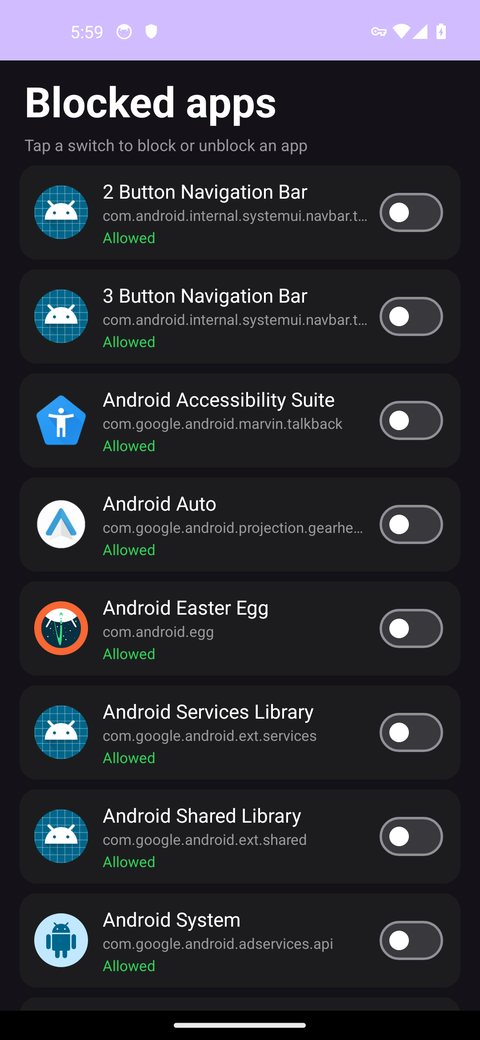 5:59
Blocked apps
Tap a switch to block or unblock an app
2 Button Navigation Bar
com.android.internal.systemui.navbar.t…
Allowed
3 Button Navigation Bar
com.android.internal.systemui.navbar.t…
Allowed
Android Accessibility Suite
com.google.android.marvin.talkback
Allowed
Android Auto
com.google.android.projection.gearhe…
Allowed
Android Easter Egg
com.android.egg
Allowed
Android Services Library
com.google.android.ext.services
Allowed
Android Shared Library
com.google.android.ext.shared
Allowed
Android System
com.google.android.adservices.api
Allowed